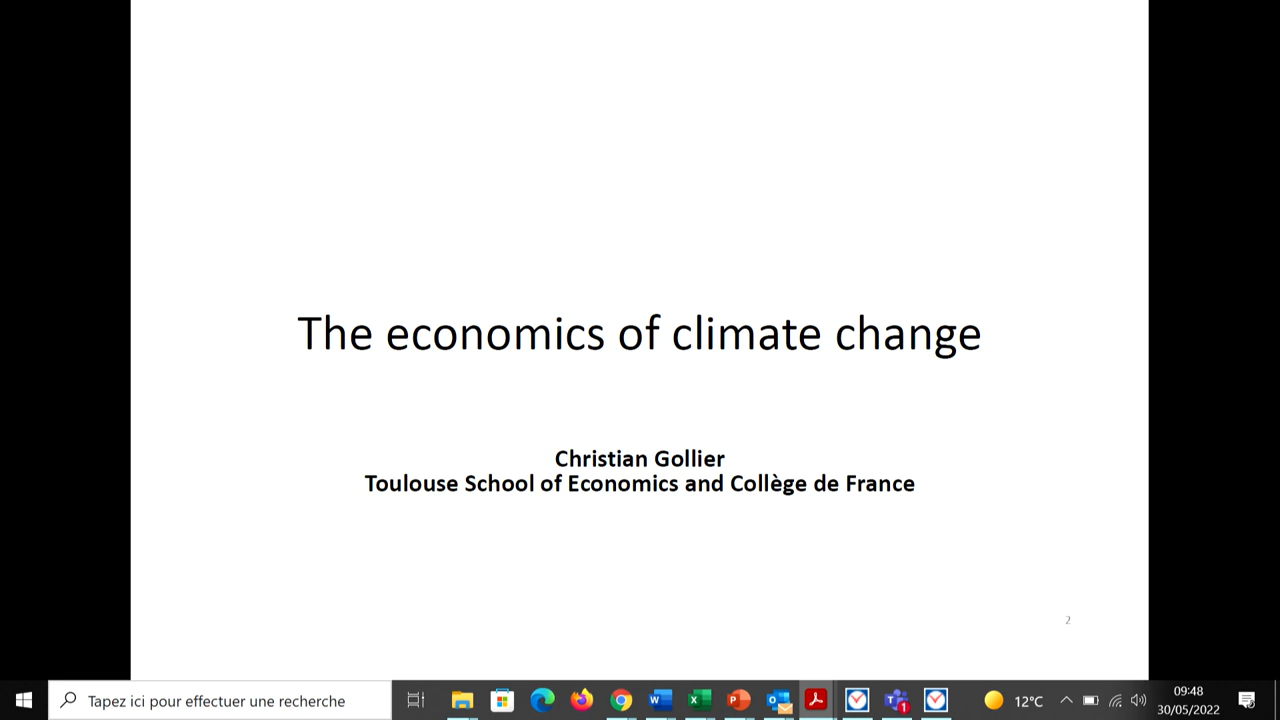 The economics of climate change
Christian Gollier
Toulouse School of Economics and Collège de France
2
Tapez ici pour effectuer une recherche
12°C
09:48
30/05/2022
1